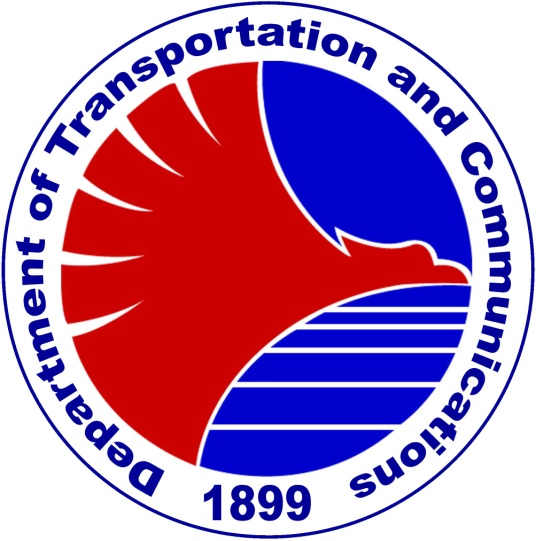 Department of Transportation and Communications
1899